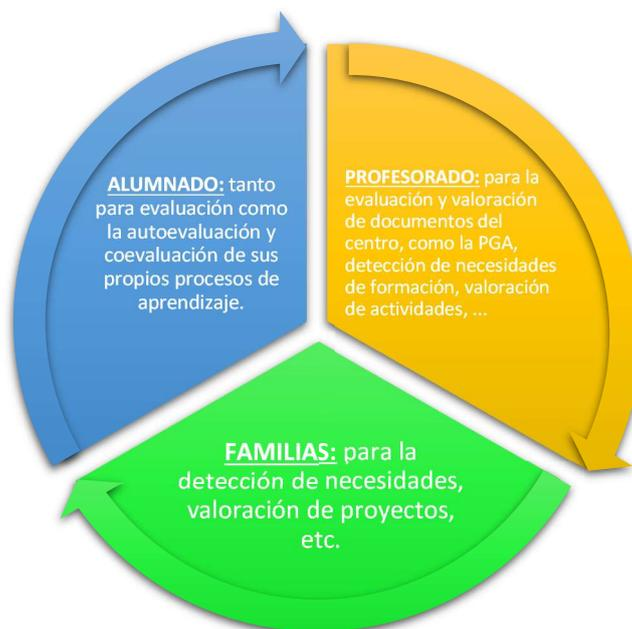 ALUMNADO: tanto
para evaluación como
la autoevaluación y
coevaluación de sus
propios procesos de
aprendizaje.
PROFESORADO: para la
evaluación y valoración
de documentos del
centro, como la PGA,
detección de necesidades
de formación, valoración
de actividades, ...
FAMILIAS: para la
detección de necesidades,
valoración de proyectos,
etc.